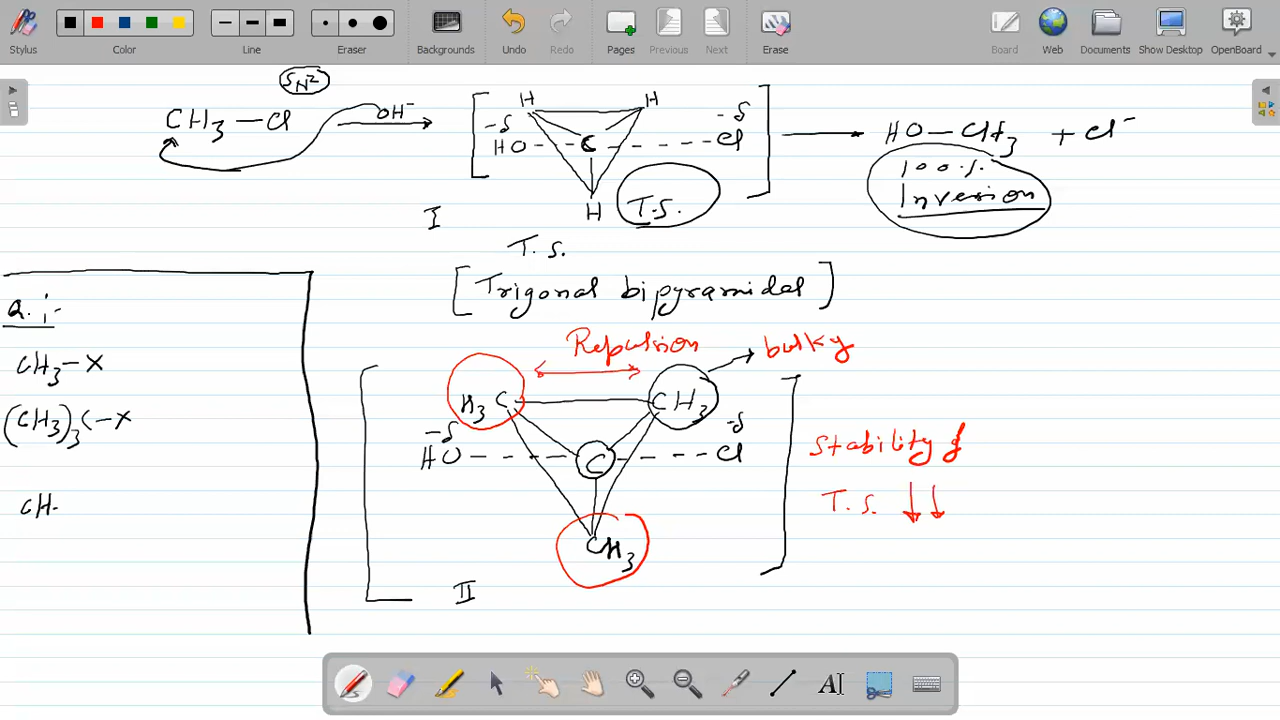 Stylus
Color
Line
Eraser
Backgrounds
Undo
Redo
Pages
Previous
Next
Erase
Board
Web
Documents
Show Desktop
OpenBoard
SN2
CH3—Cl
OH-
H H
-δ -δ
HO---C---Cl
H
T.S.
HO—CH3 + Cl-
100%
Inversion
I
T.S.
[Trigonal bipyramidal]
Q.:-
CH3—X
(CH3)3C—X
CH-
Repulsion
bulky
H3C CH3
-δ -δ
HO---C---Cl
CH3
II
Stability of
T.S. ↓↓